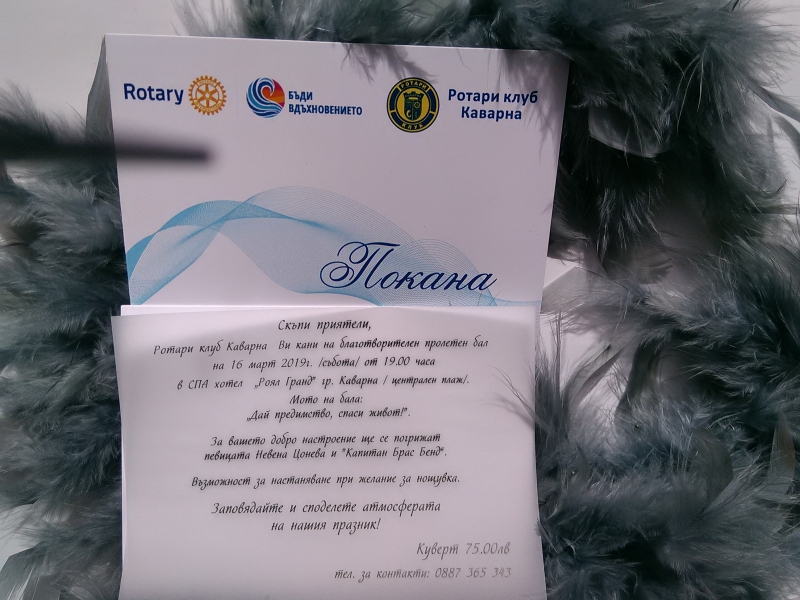 Rotary
БЪДИ
ВДЪХНОВЕНИЕТО
РОТАРИ
КЛУБ
Ротари клуб
Каварна
Покана
Скъпи приятели,
Ротари клуб Каварна Ви кани на благотворителен пролетен бал
на 16 март 2019г. /събота/ от 19.00 часа
в СПА хотел „Роял Гранд" гр. Каварна / централен плаж/.
Мото на бала:
„Дай предимство, спаси живот!".
За вашето добро настроение ще се погрижат
певицата Невена Цонева и "Капитан Брас Бенд".
Възможност за настаняване при желание за нощувка.
Заповядайте и споделете атмосферата
на нашия празник!
Куверт 75.00лв
тел. за контакти: 0887 365 343